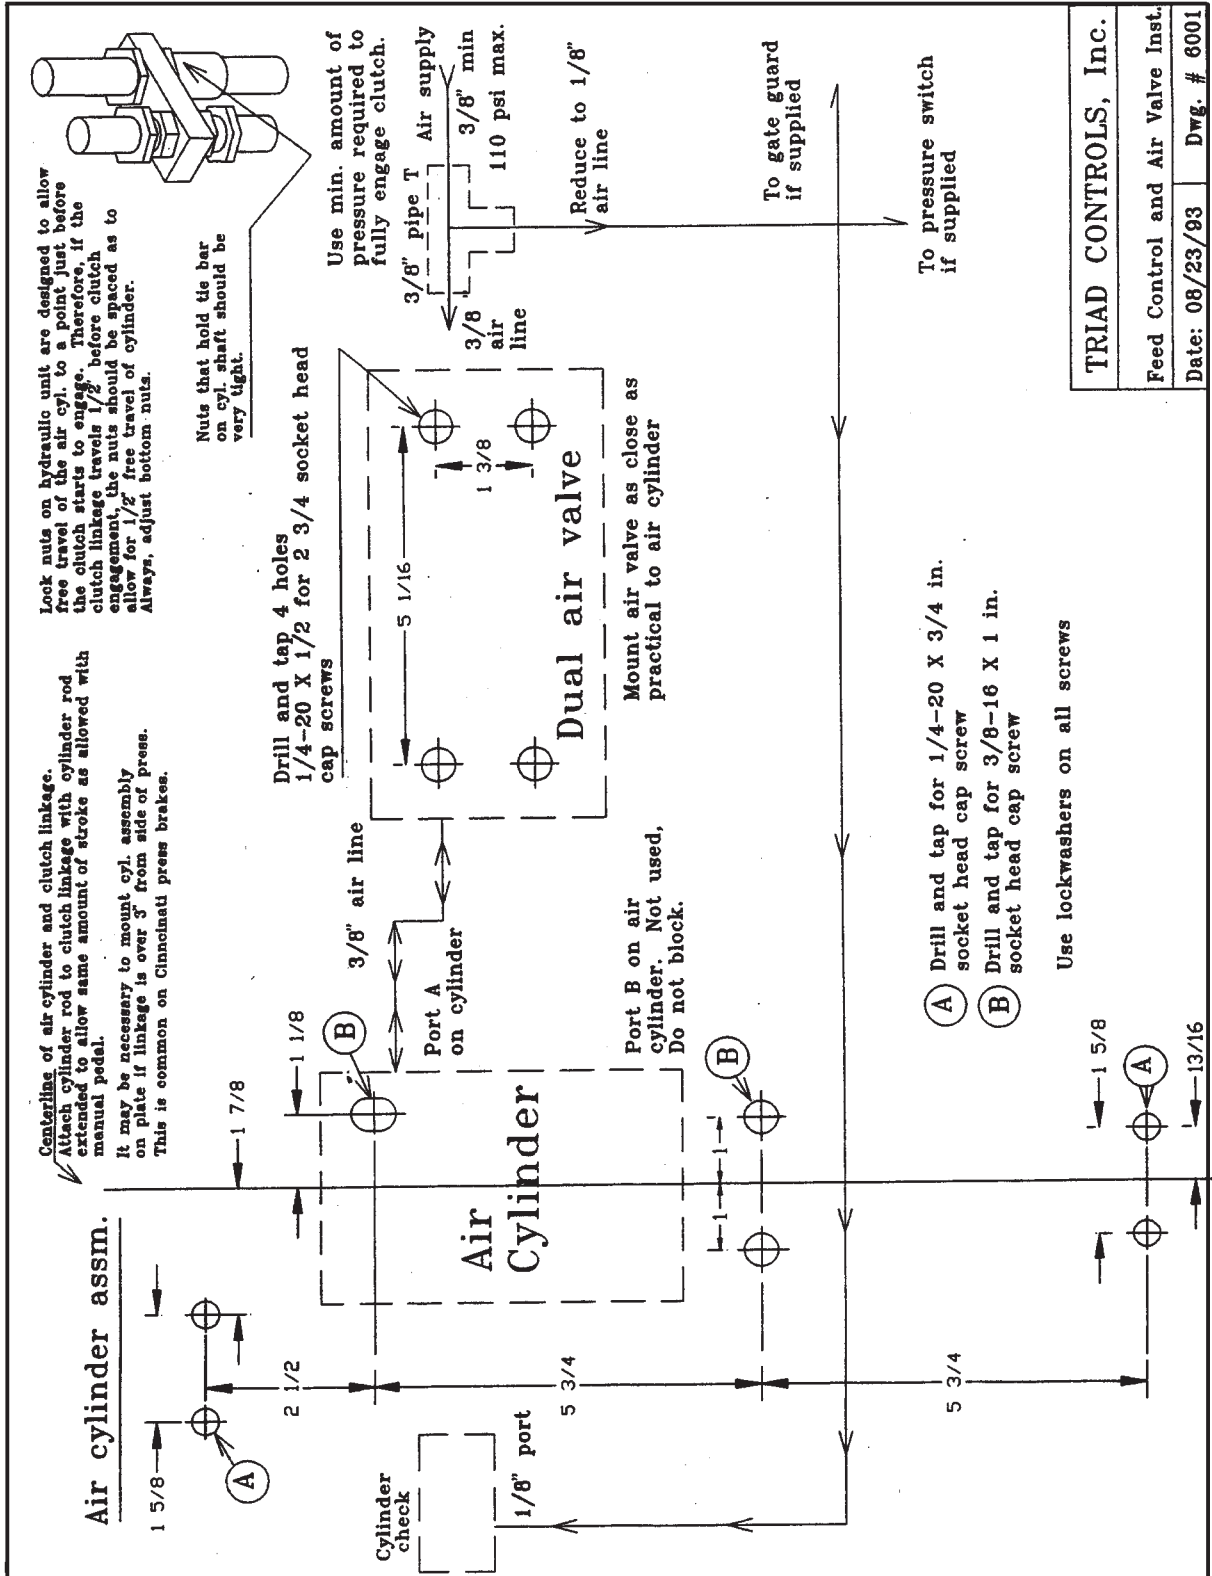 Air cylinder assm.
Centerline of air cylinder and clutch linkage.
Attach cylinder rod to clutch linkage with cylinder rod
extended to allow same amount of stroke as allowed with
manual pedal.
It may be necessary to mount cyl. assembly
on plate if linkage is over 3" from side of press.
This is common on Cinncinati press brakes.
Lock nuts on hydraulic unit are designed to allow
free travel of the air cyl. to a point just before
the clutch starts to engage. Therefore, if the
clutch linkage travels 1/2" before clutch
engagement, the nuts should be spaced as to
allow for 1/2" free travel of cylinder.
Always, adjust bottom nuts.
Nuts that hold tie bar
on cyl. shaft should be
very tight.
1 5/8
A
1 7/8
1 1/8
B
2 1/2
5 3/4
5 3/4
Air
Cylinder
3/8" air line
Port A
on cylinder
Drill and tap 4 holes
1/4-20 X 1/2 for 2 3/4 socket head
cap screws
5 1/16
1 3/8
Dual air valve
Mount air valve as close as
practical to air cylinder
Use min. amount of
pressure required to
fully engage clutch.
3/8" pipe T
Air supply
3/8" min
110 psi max.
3/8
air
line
Reduce to 1/8"
air line
To gate guard
if supplied
To pressure switch
if supplied
Port B on air
cylinder. Not used,
Do not block.
B
1
1
Cylinder
check
1/8" port
A Drill and tap for 1/4-20 X 3/4 in.
socket head cap screw
B Drill and tap for 3/8-16 X 1 in.
socket head cap screw
Use lockwashers on all screws
1 5/8
A
13/16
TRIAD CONTROLS, Inc.
Feed Control and Air Valve Inst.
Date: 08/23/93 Dwg. # 6001